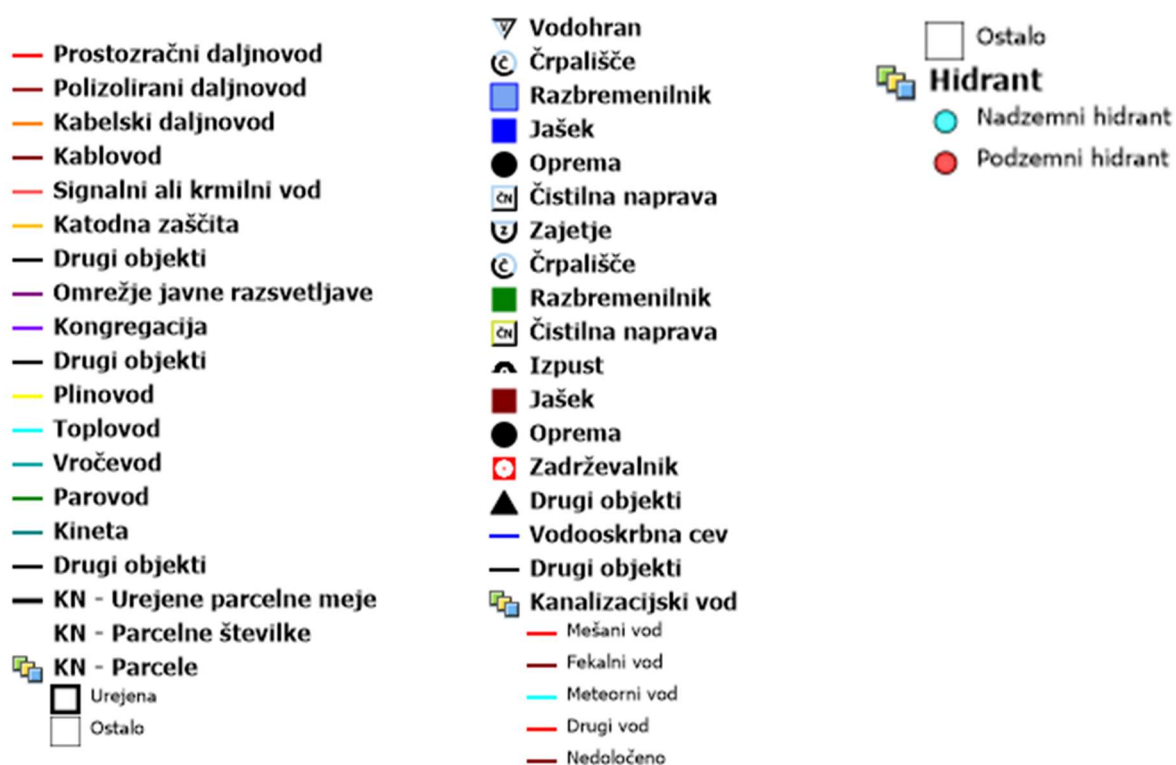 Prostozračni daljnovod
Polizolirani daljnovod
Kabelski daljnovod
Kablovod
Signalni ali krmilni vod
Katodna zaščita
Drugi objekti
Omrežje javne razsvetljave
Kongregacija
Drugi objekti
Plinovod
Toplovod
Vročevod
Parovod
Kineta
Drugi objekti
KN - Urejene parcelne meje
KN - Parcelne številke
KN - Parcele
Urejena
Ostalo
V Vodohran
Č Črpališče
Razbremenilnik
Jašek
Oprema
ČN Čistilna naprava
Z Zajetje
Č Črpališče
Razbremenilnik
ČN Čistilna naprava
Izpust
Jašek
Oprema
Zadrževalnik
Drugi objekti
Vodooskrbna cev
Drugi objekti
Kanalizacijski vod
Mešani vod
Fekalni vod
Meteorni vod
Drugi vod
Nedoločeno
Ostalo
Hidrant
Nadzemni hidrant
Podzemni hidrant